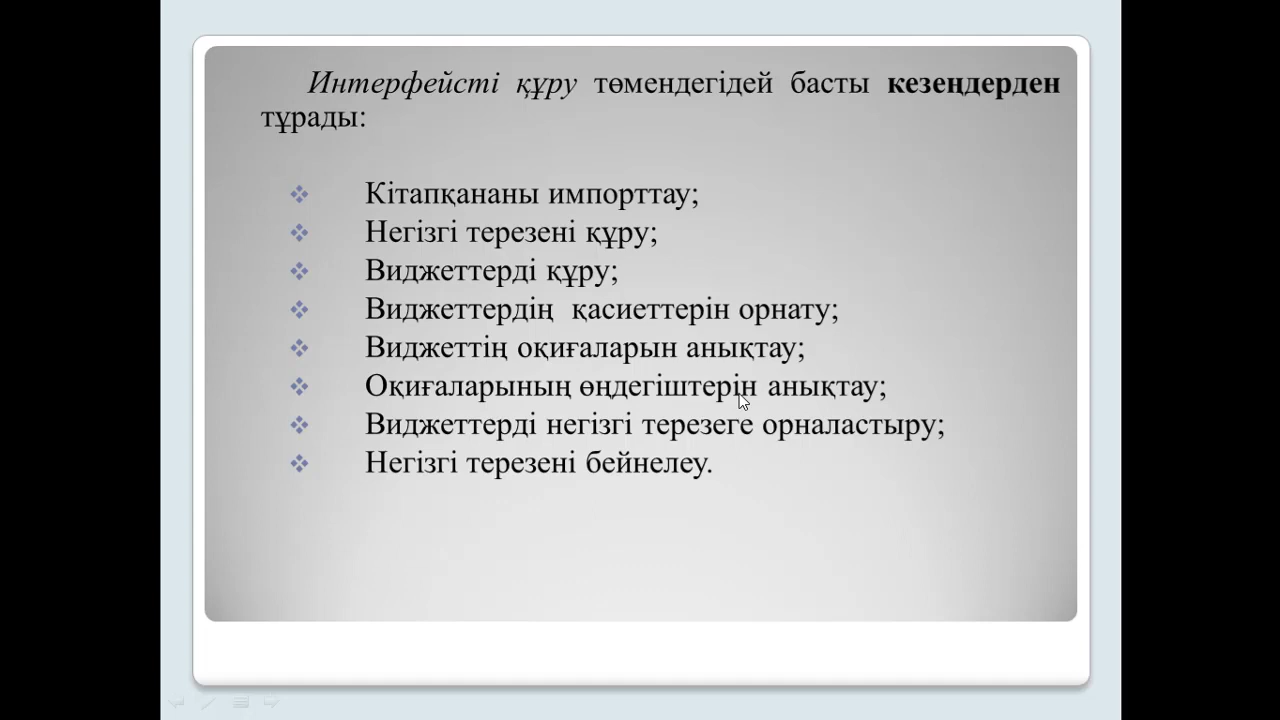 Интерфейсті құру төмендегідей басты кезеңдерден
тұрады:
Кітапқананы импорттау;
Негізгі терезені құру;
Виджеттерді құру;
Виджеттердің қасиеттерін орнату;
Виджеттің оқиғаларын анықтау;
Оқиғаларының өңдегіштерін анықтау;
Виджеттерді негізгі терезеге орналастыру;
Негізгі терезені бейнелеу.